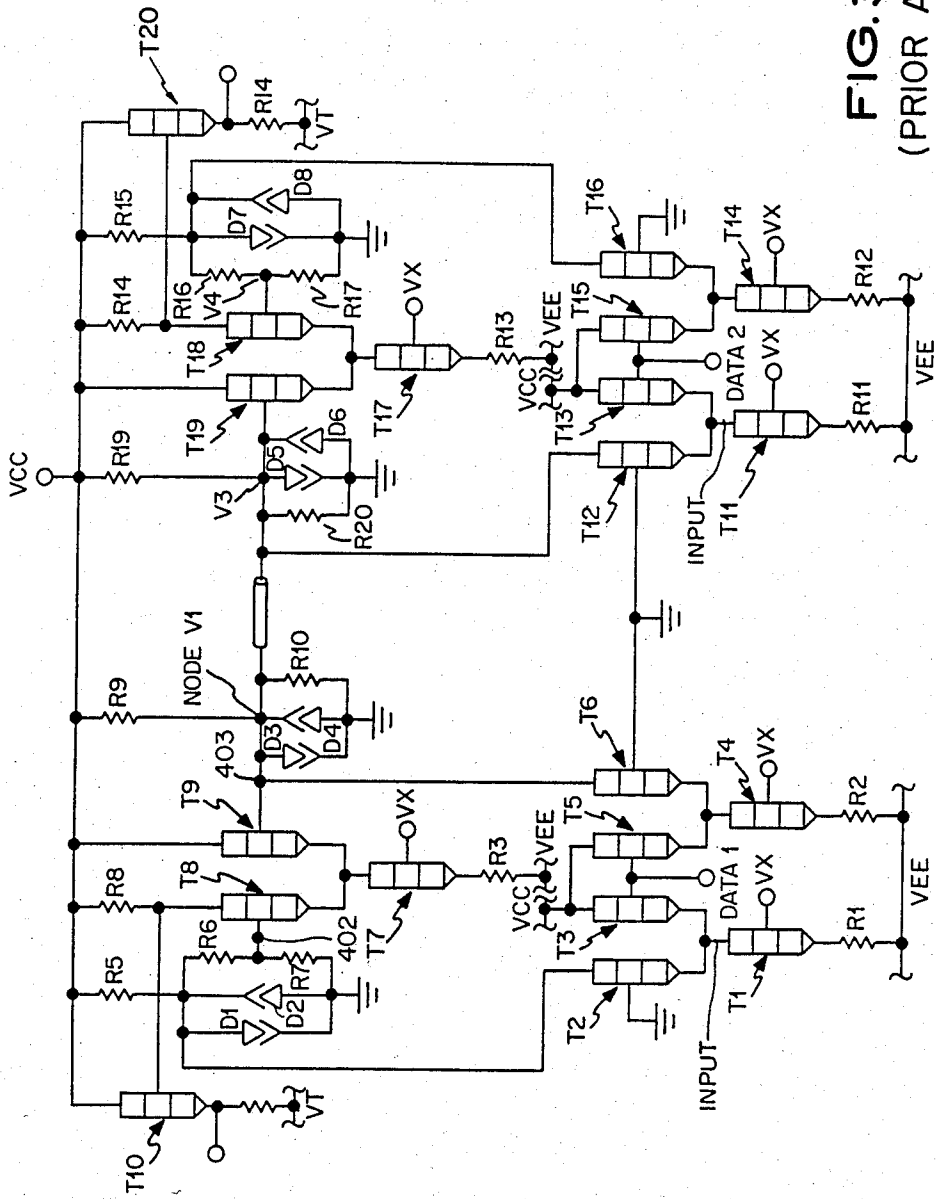 VCC
T10
R5
R8
R9
R19
R14
R15
T20
VT
D1
D2
R6
R7
402
T8
T9
403
NODE V1
D3
D4
R10
V3
D5
D6
R20
T19
T18
R16
V4
R17
D7
D8
R14
VT
T7
VX
R3
VCC
VEE
T17
VX
R13
VCC
VEE
T2
T3
T5
T6
T12
T13
T15
T16
INPUT
DATA 1
T1
VX
T4
VX
INPUT
DATA 2
T11
VX
T14
VX
R1
R2
VEE
R11
R12
VEE
FIG.
(PRIOR A